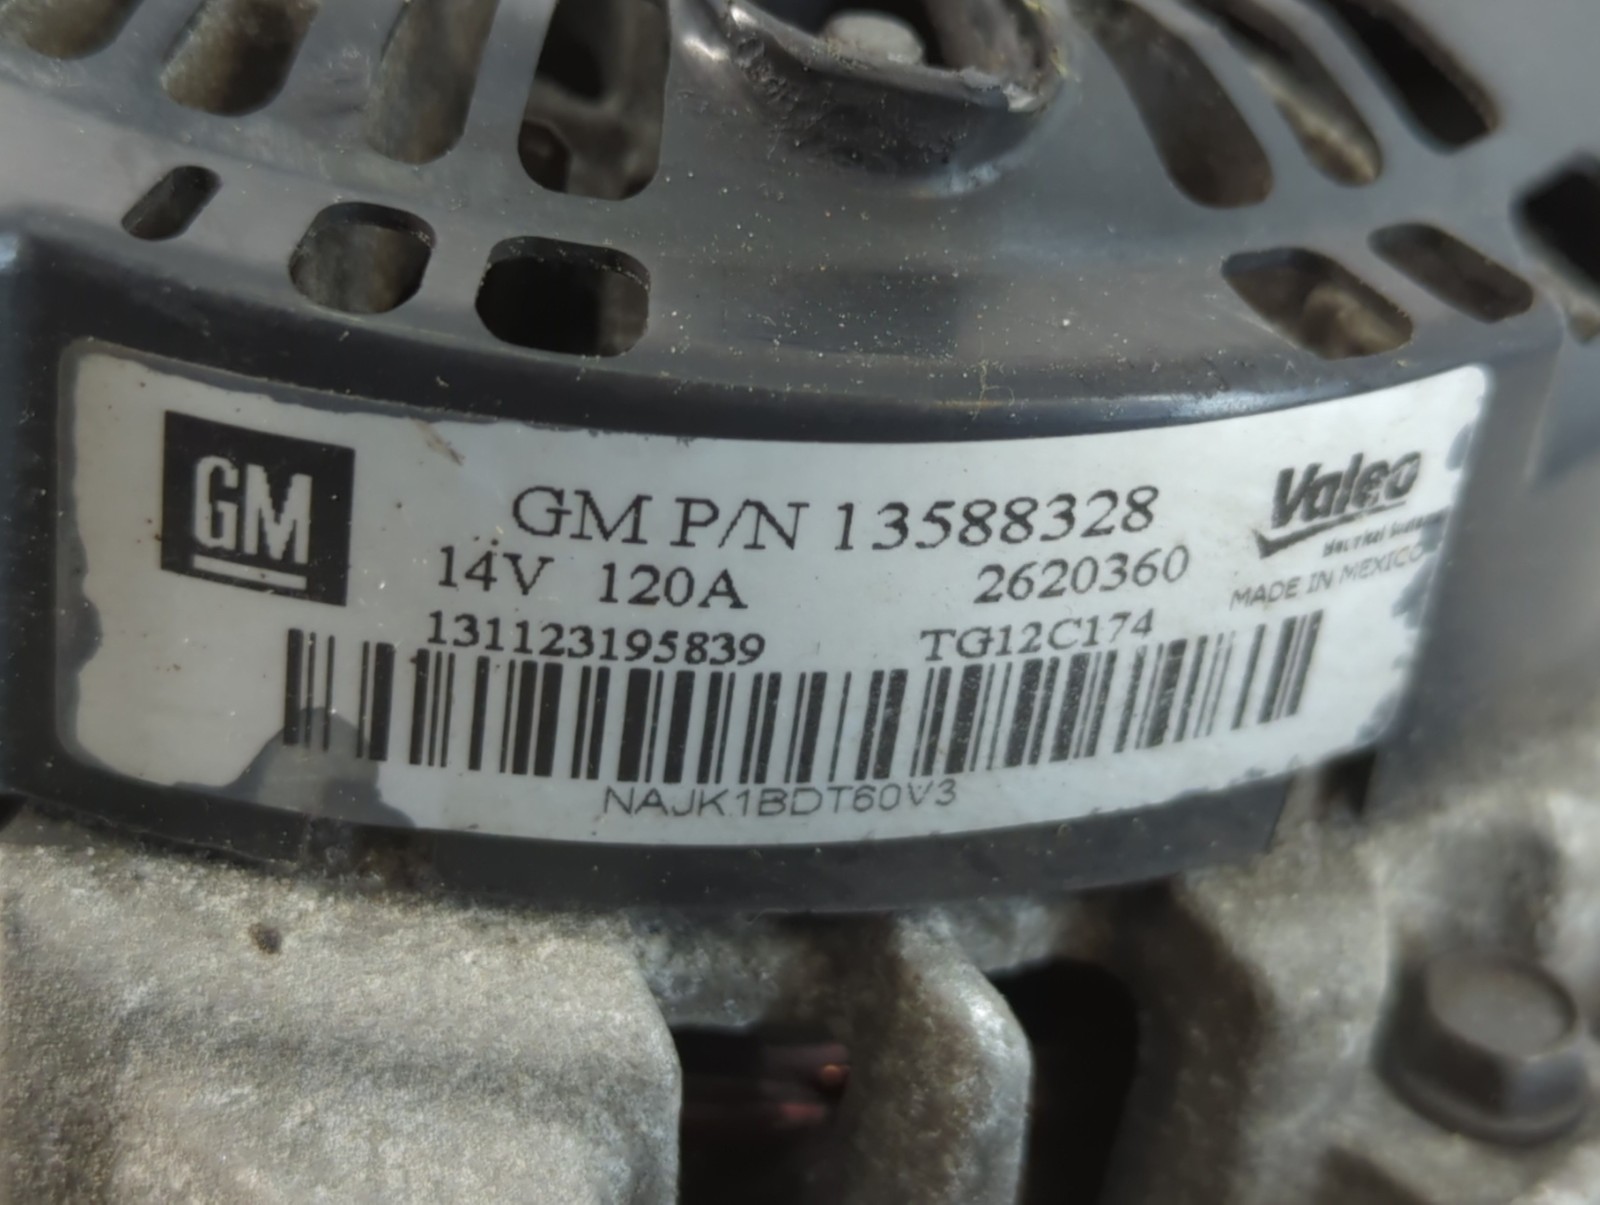 GM
GM P/N 13588328
Valeo
14V 120A 2620360
MADE IN MEXICO
131123195839 TG12C174
NAJK1BDT60V3